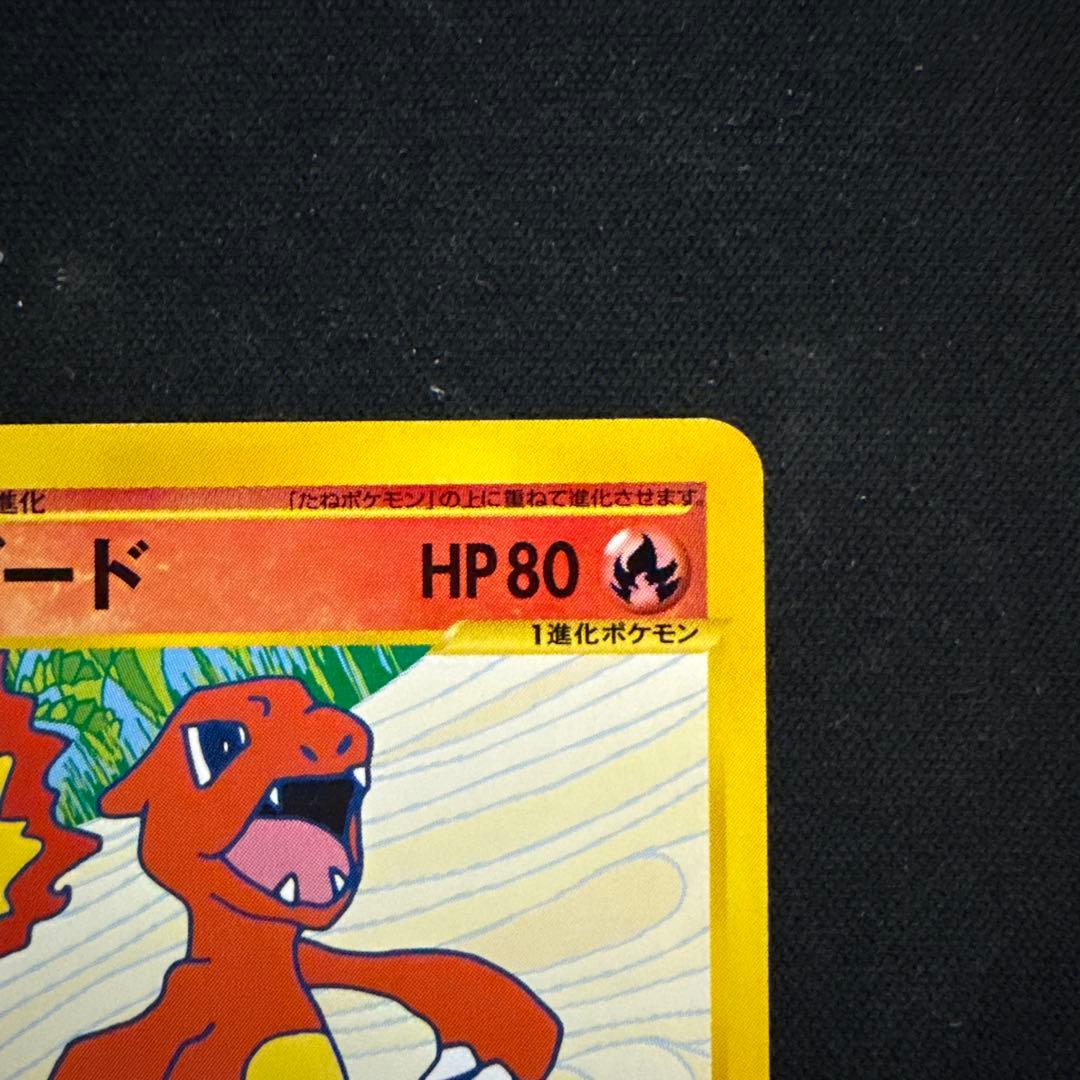 進化 「たねポケモン」の上に重ねて進化させます。
ード HP80
1進化ポケモン